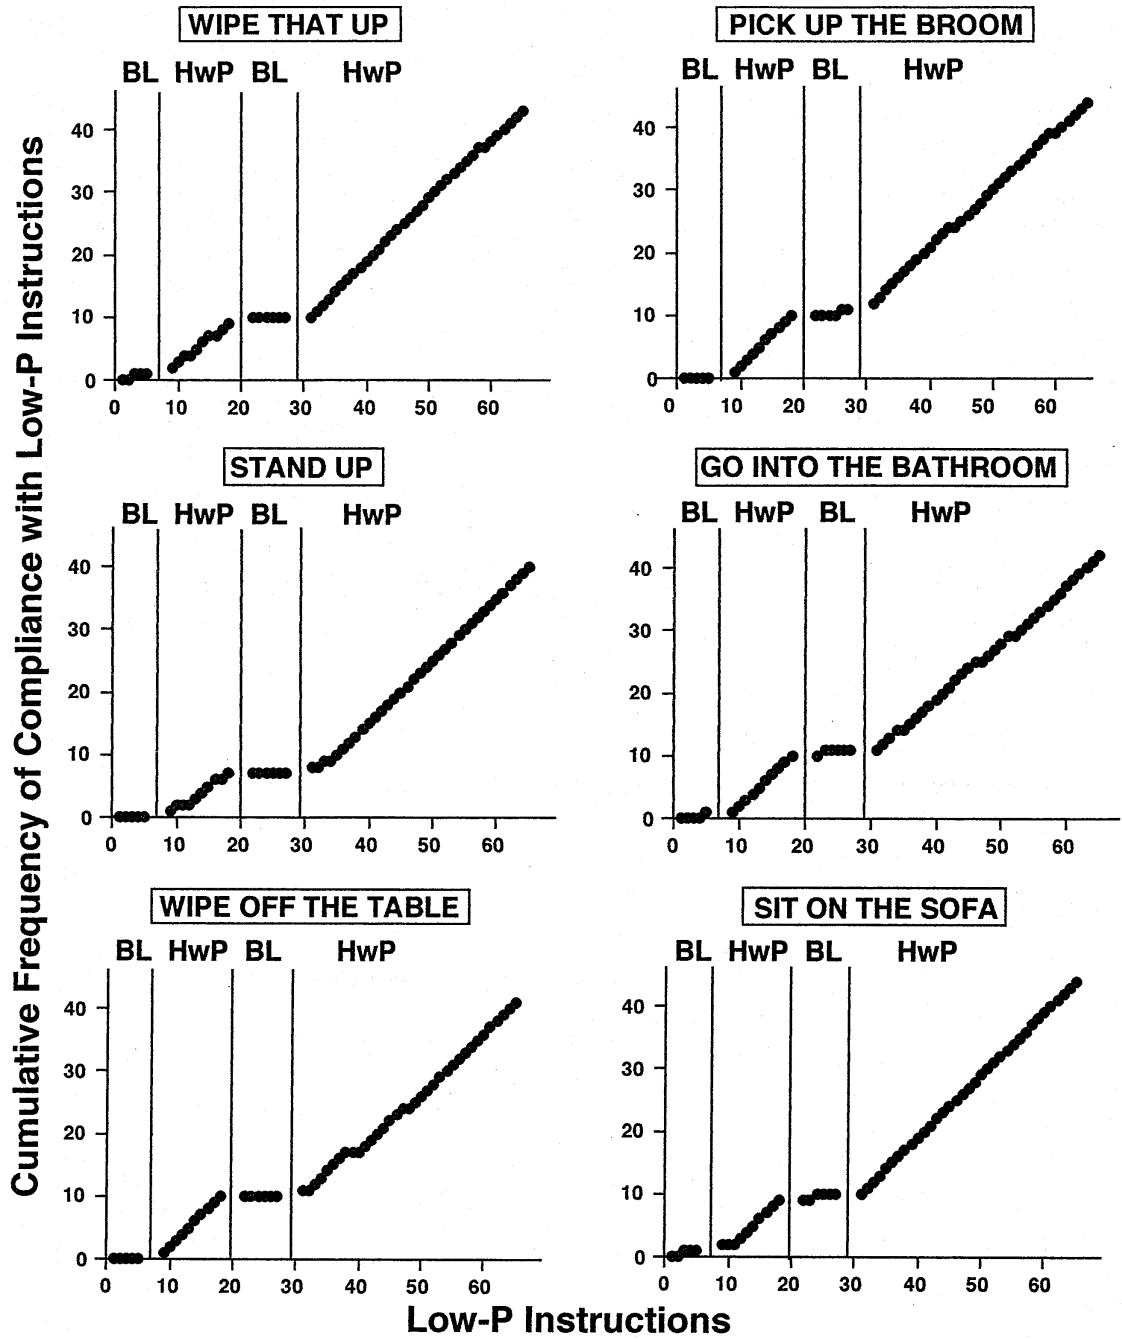 WIPE THAT UP
PICK UP THE BROOM
BL HwP BL HwP
BL HwP BL HwP
40
30
20
10
0
0 10 20 30 40 50 60
40
30
20
10
0
0 10 20 30 40 50 60
STAND UP
GO INTO THE BATHROOM
BL HwP BL HwP
BL HwP BL HwP
40
30
20
10
0
0 10 20 30 40 50 60
40
30
20
10
0
0 10 20 30 40 50 60
WIPE OFF THE TABLE
SIT ON THE SOFA
BL HwP BL HwP
BL HwP BL HwP
40
30
20
10
0
0 10 20 30 40 50 60
40
30
20
10
0
0 10 20 30 40 50 60
Cumulative Frequency of Compliance with Low-P Instructions
Low-P Instructions